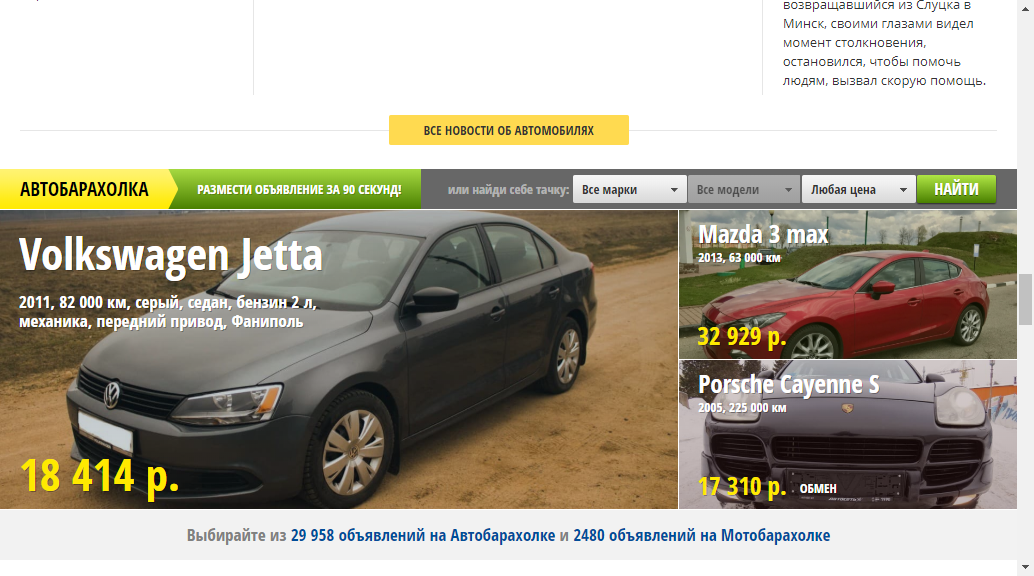 возвращавшийся из Слуцка в
Минск, своими глазами видел
момент столкновения,
остановился, чтобы помочь
людям, вызвал скорую помощь.
ВСЕ НОВОСТИ ОБ АВТОМОБИЛЯХ
АВТОБАРАХОЛКА РАЗМЕСТИ ОБЪЯВЛЕНИЕ ЗА 90 СЕКУНД! или найди себе тачку: Все марки Все модели Любая цена НАЙТИ
Volkswagen Jetta
2011, 82 000 км, серый, седан, бензин 2 л,
механика, передний привод, Фаниполь
18 414 р.
Mazda 3 max
2013, 63 000 км
32 929 р.
Porsche Cayenne S
2005, 225 000 км
17 310 р. ОБМЕН
Выбирайте из 29 958 объявлений на Автобарахолке и 2480 объявлений на Мотобарахолке